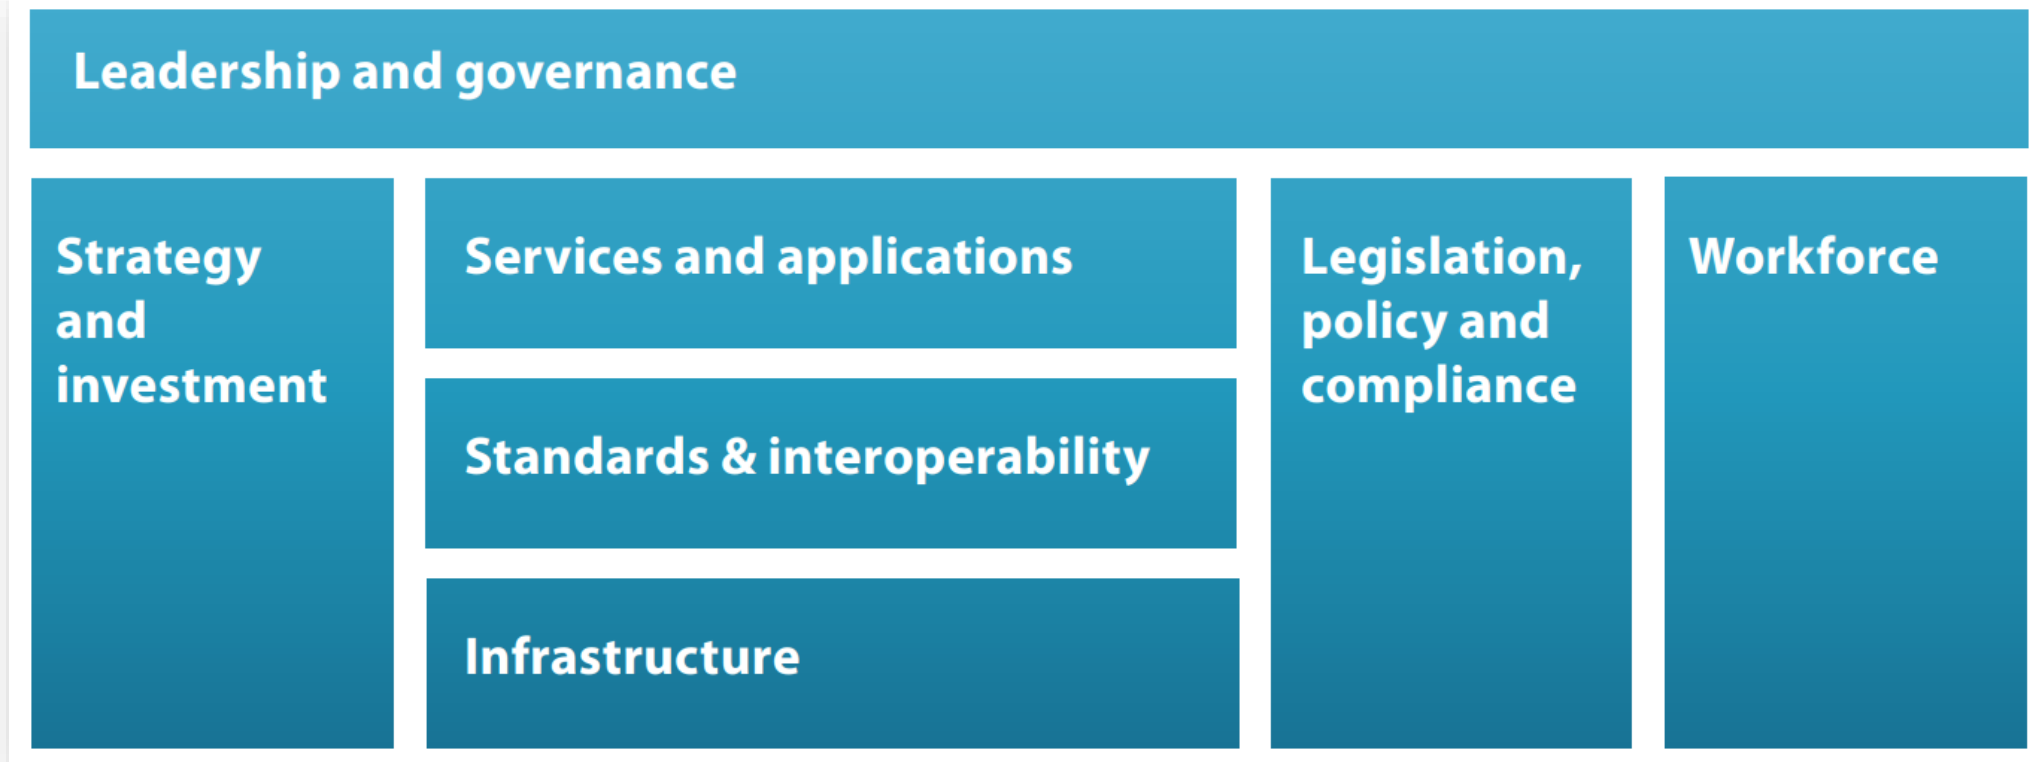 Leadership and governance
Strategy
and
investment
Services and applications
Standards & interoperability
Infrastructure
Legislation,
policy and
compliance
Workforce